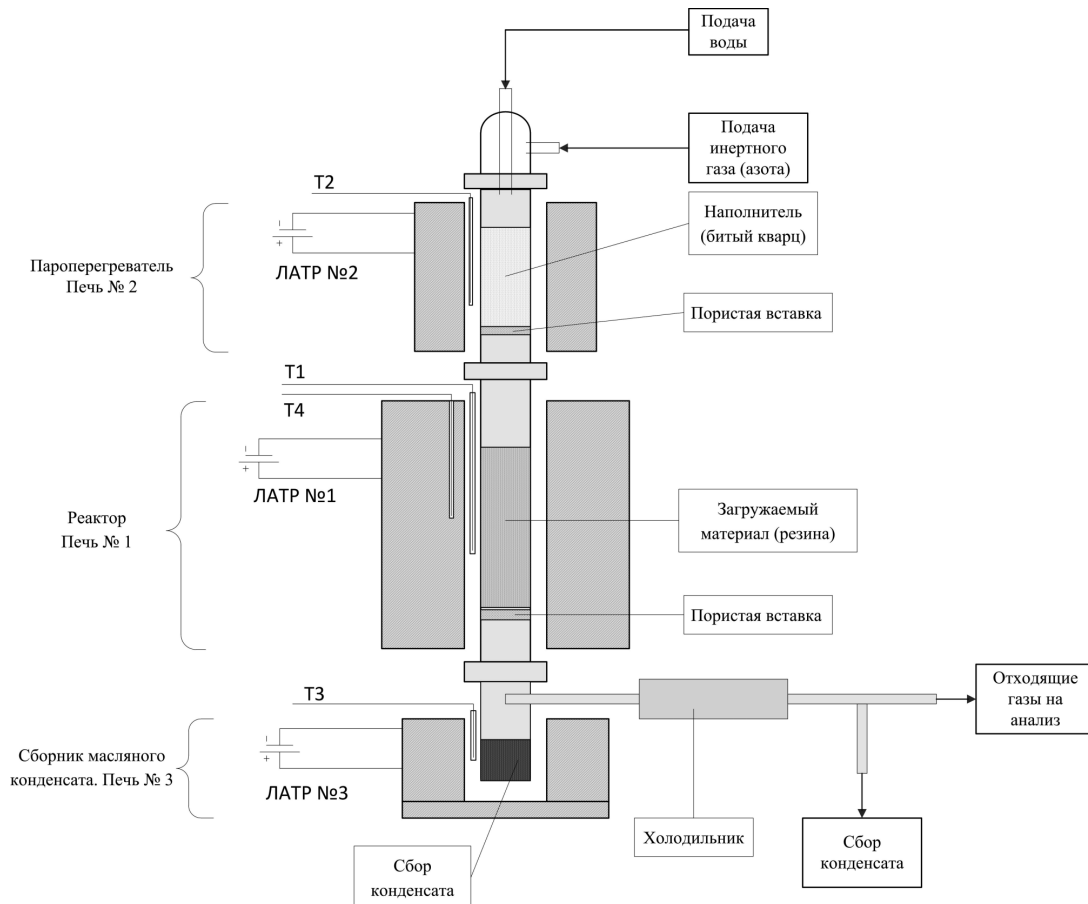 Подача
воды
Подача
инертного
газа (азота)
T2
Наполнитель
(битый кварц)
Пароперегреватель
Печь № 2
− 
+
ЛАТР №2
Пористая вставка
T1
T4
−
+
ЛАТР №1
Загружаемый
материал (резина)
Реактор
Печь № 1
Пористая вставка
T3
Отходящие
газы на
анализ
−
+
Сборник масляного
конденсата. Печь № 3
ЛАТР №3
Холодильник
Сбор
конденсата
Сбор
конденсата